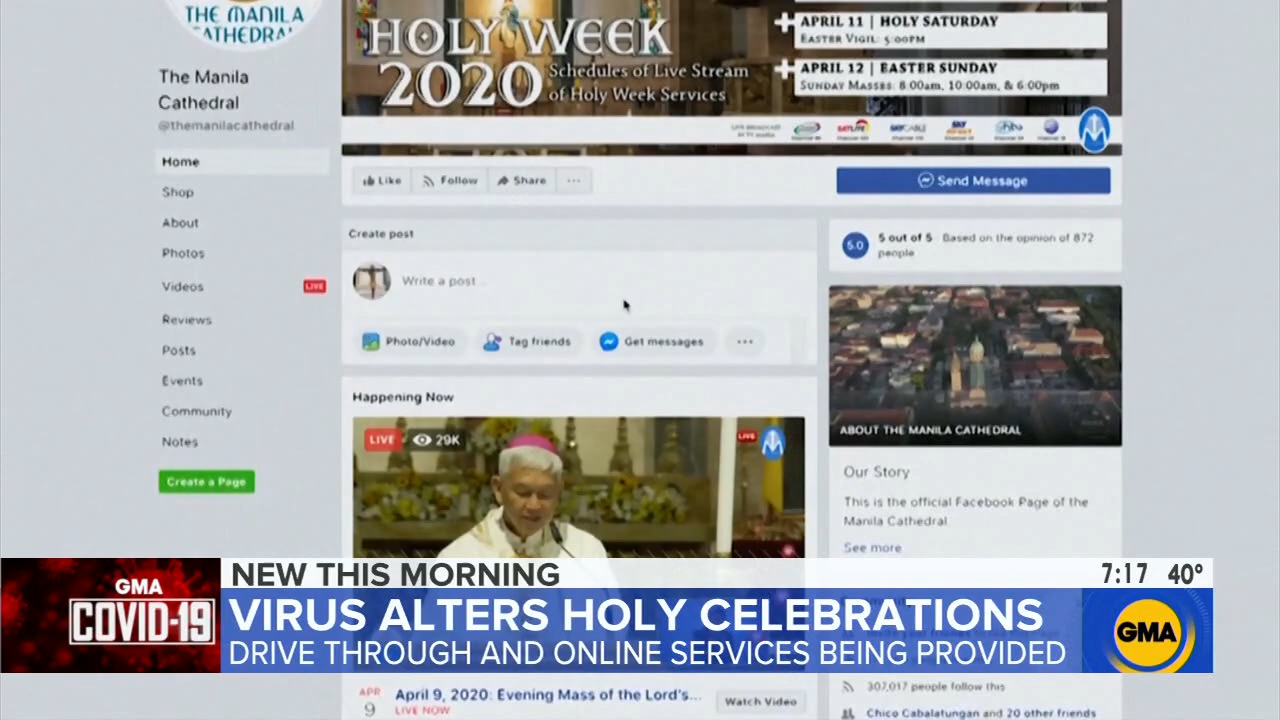 THE MANILA
CATHEDRAL
The Manila
Cathedral
@themanilacathedral
Home
Shop
About
Photos
Videos LIVE
Reviews
Posts
Events
Community
Notes
Create a Page
HOLY WEEK
2020 Schedules of Live Stream
of Holy Week Services
APRIL 11 | HOLY SATURDAY
EASTER VIGIL: 5:00PM
APRIL 12 | EASTER SUNDAY
SUNDAY MASSES: 8:00am, 10:00am, & 6:00pm
Like Follow Share ...
Send Message
Create post
Write a post...
Photo/Video Tag friends Get messages ...
5.0 5 out of 5 · Based on the opinion of 872
people
ABOUT THE MANILA CATHEDRAL
Our Story
This is the official Facebook Page of the
Manila Cathedral.
See more
Happening Now
LIVE 29K LIVE
NEW THIS MORNING 7:17 40°
GMA
COVID-19
VIRUS ALTERS HOLY CELEBRATIONS
DRIVE THROUGH AND ONLINE SERVICES BEING PROVIDED
GMA
APR
9
April 9, 2020: Evening Mass of the Lord's...
LIVE NOW
Watch Video
307,017 people follow this
Chico Cabalatungan and 20 other friends